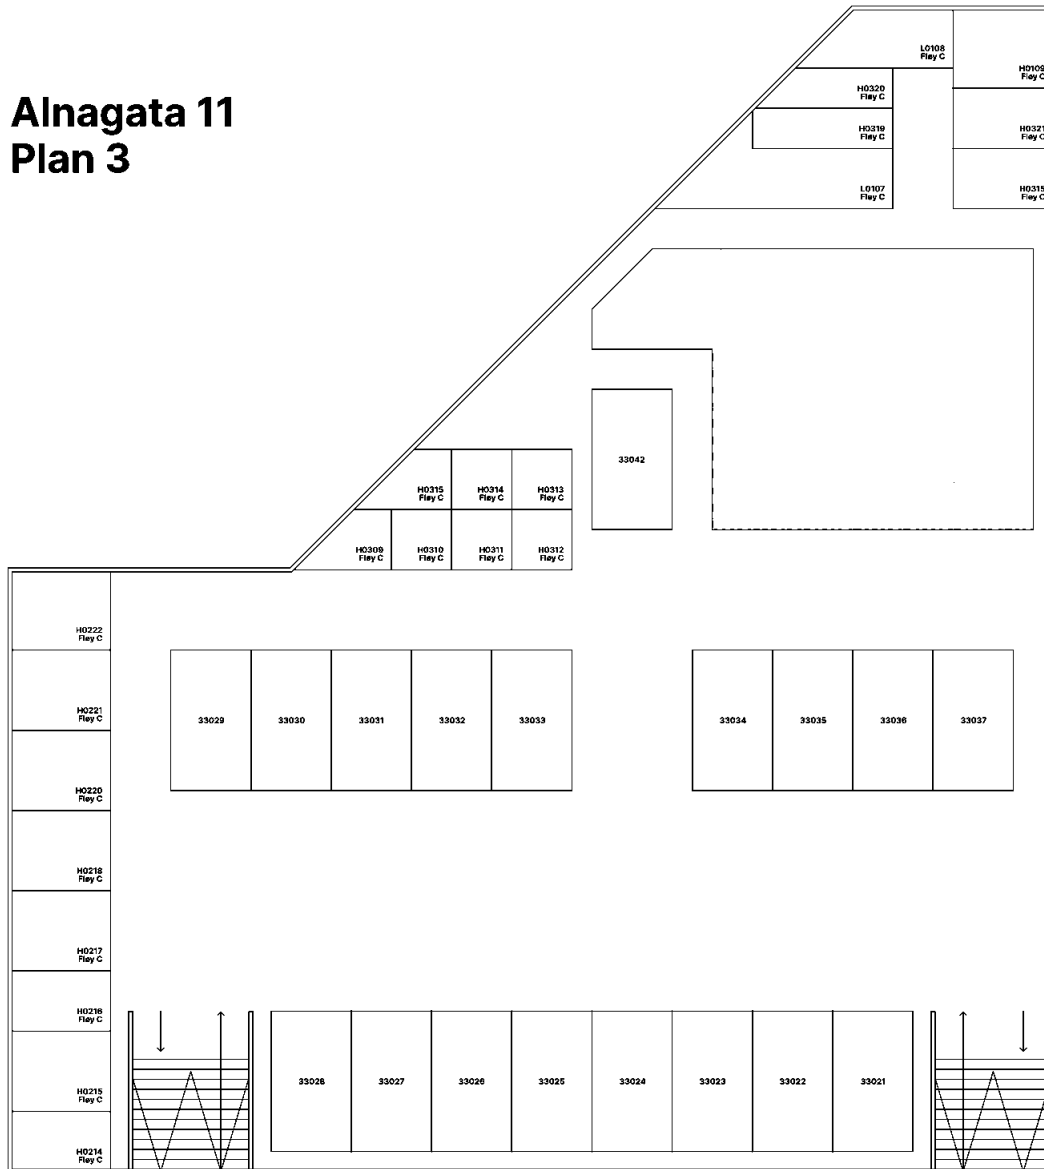 Alnagata 11
Plan 3
L0108
Fløy C
H0109
Fløy C
H0320
Fløy C
H0319
Fløy C
H0321
Fløy C
L0107
Fløy C
H0315
Fløy C
33042
H0315
Fløy C
H0314
Fløy C
H0313
Fløy C
H0309
Fløy C
H0310
Fløy C
H0311
Fløy C
H0312
Fløy C
H0222
Fløy C
H0221
Fløy C
33029
33030
33031
33032
33033
33034
33035
33036
33037
H0220
Fløy C
H0218
Fløy C
H0217
Fløy C
H0216
Fløy C
H0215
Fløy C
33028
33027
33026
33025
33024
33023
33022
33021
H0214
Fløy C